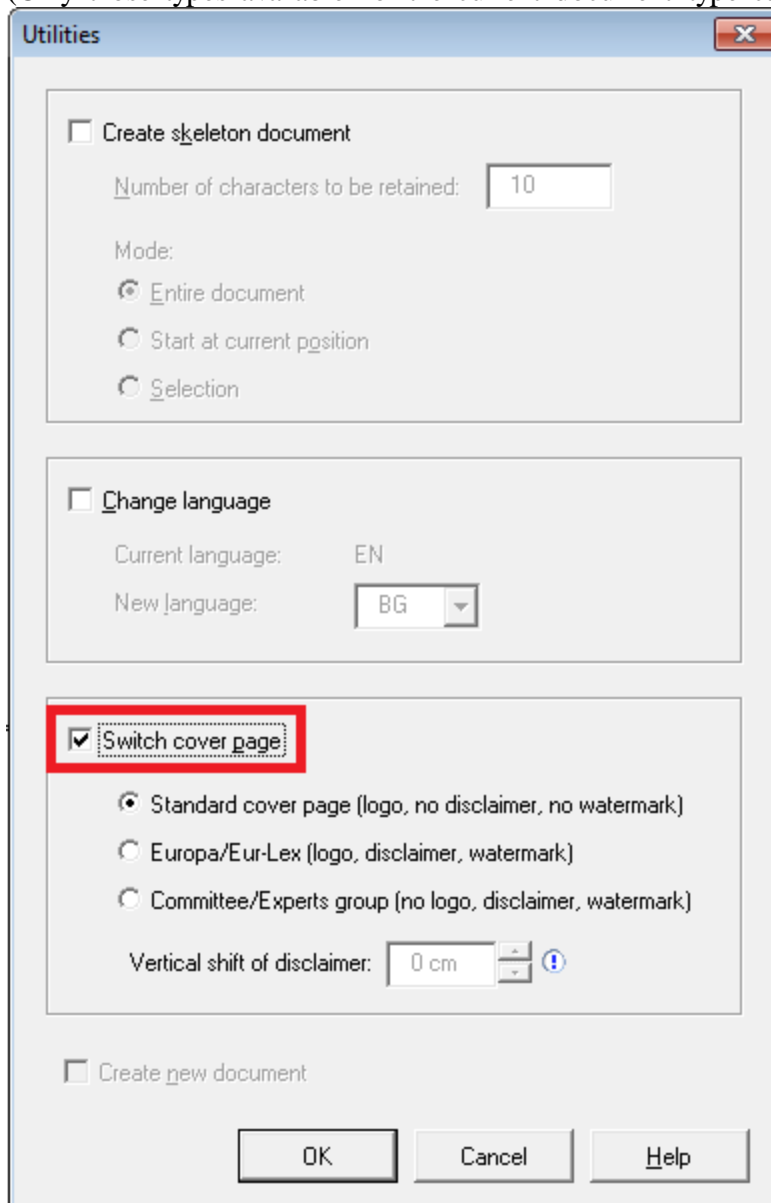 Utilities
Create skeleton document
Number of characters to be retained: 10
Mode:
Entire document
Start at current position
Selection
Change language
Current language: EN
New language: BG
Switch cover page
Standard cover page (logo, no disclaimer, no watermark)
Europa/Eur-Lex (logo, disclaimer, watermark)
Committee/Experts group (no logo, disclaimer, watermark)
Vertical shift of disclaimer: 0 cm
Create new document
OK Cancel Help